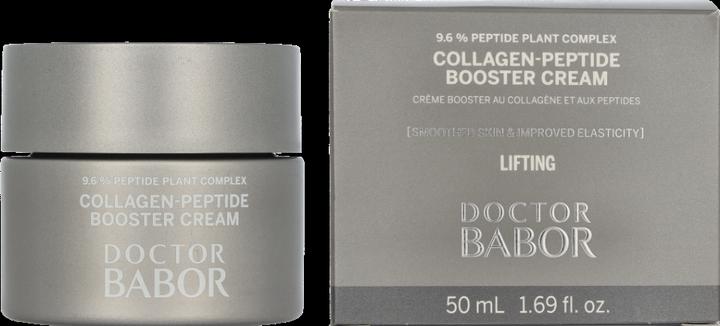 9.6 % PEPTIDE PLANT COMPLEX
COLLAGEN-PEPTIDE
BOOSTER CREAM
DOCTOR
BABOR
9.6 % PEPTIDE PLANT COMPLEX
COLLAGEN-PEPTIDE
BOOSTER CREAM
CRÈME BOOSTER AU COLLAGÈNE ET AUX PEPTIDES
[SMOOTHER SKIN & IMPROVED ELASTICITY]
LIFTING
DOCTOR
BABOR
50 mL 1.69 fl. oz.